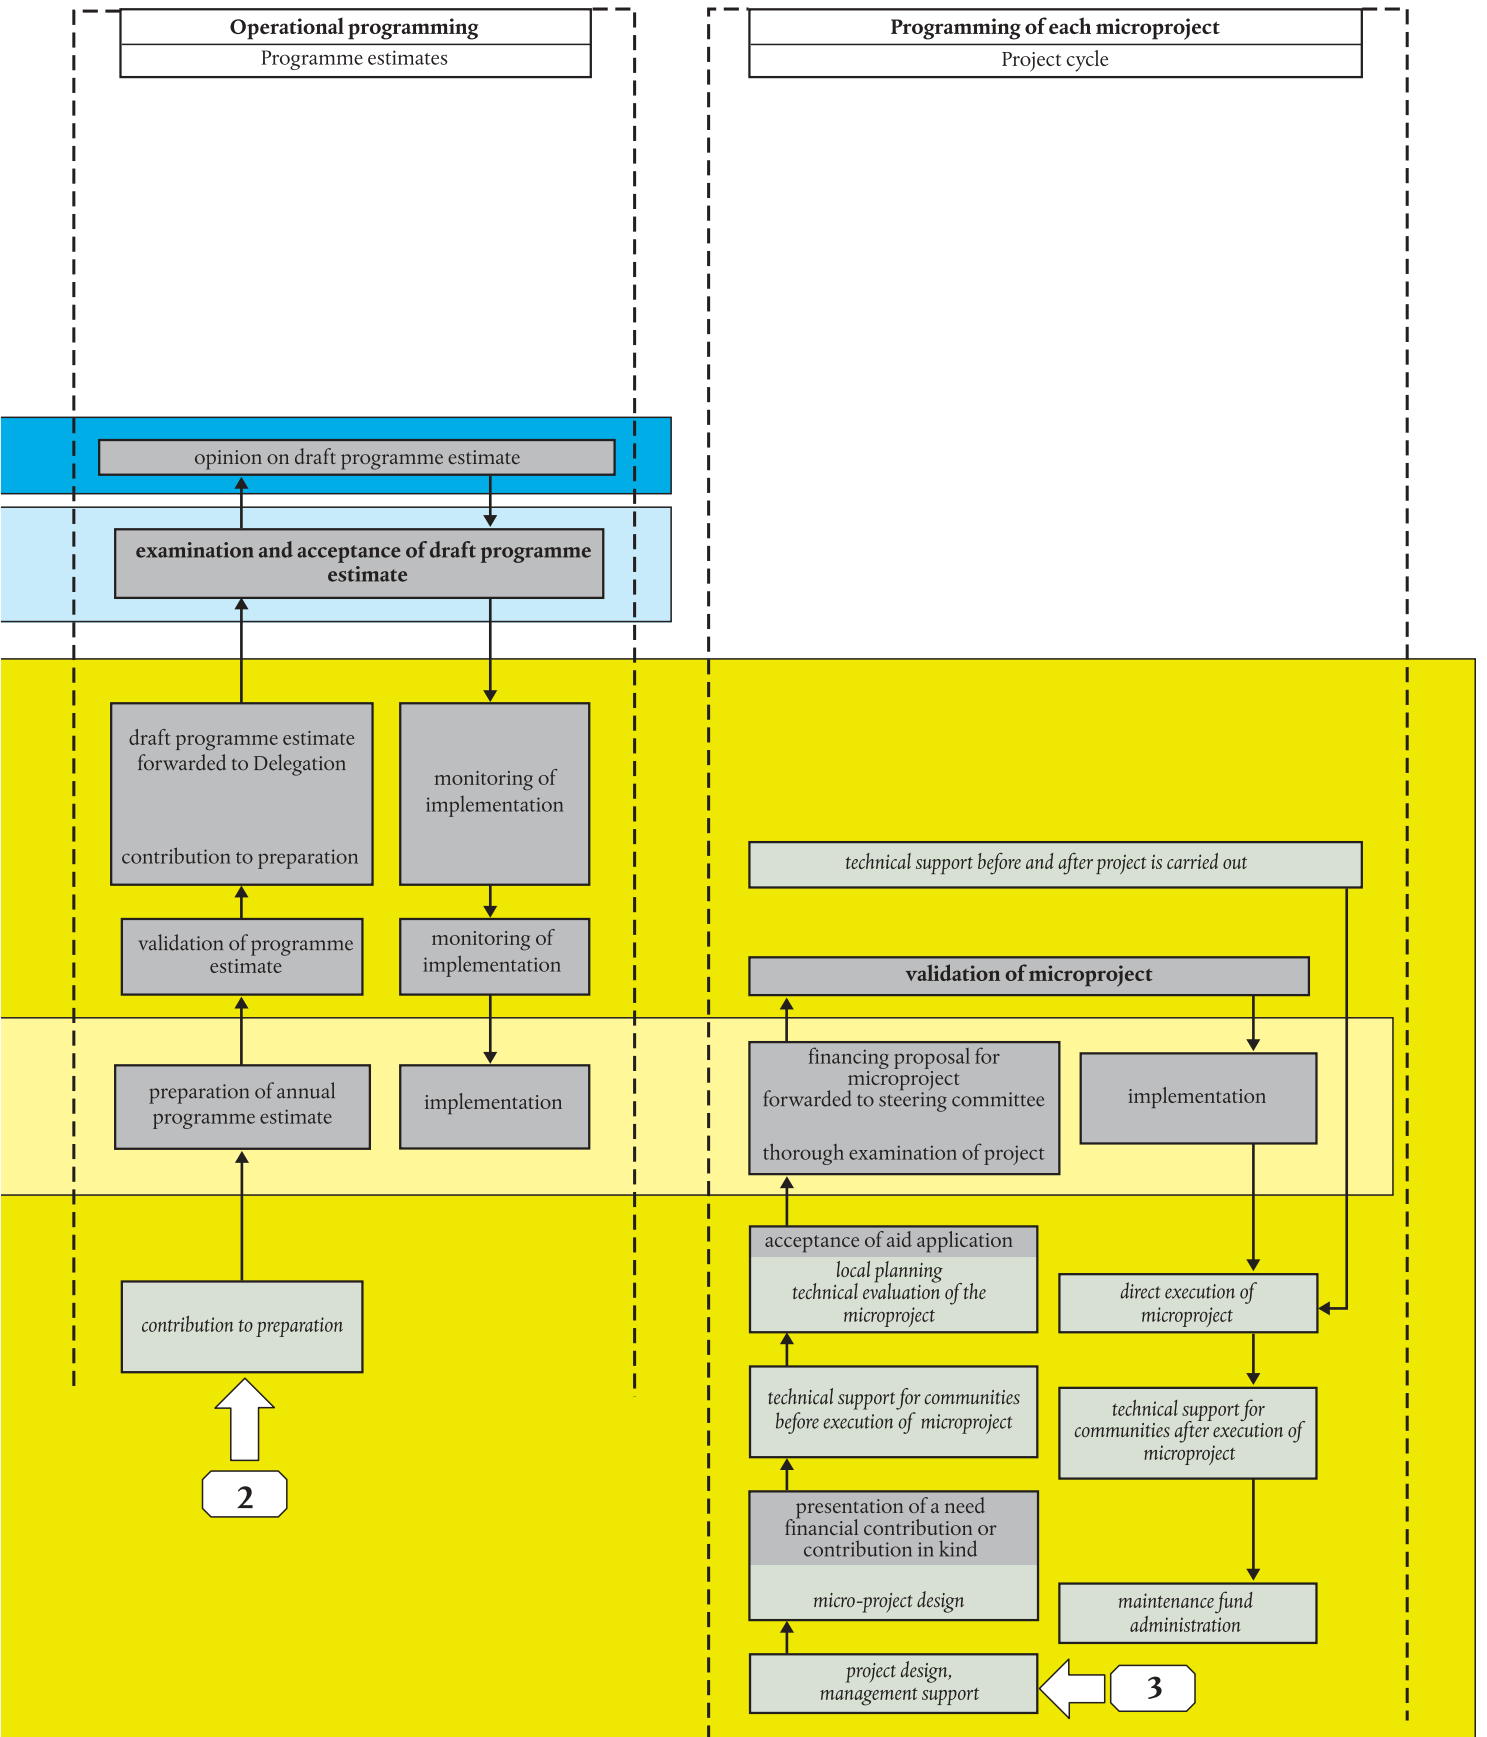 Operational programming
Programme estimates
opinion on draft programme estimate
examination and acceptance of draft programme
estimate
draft programme estimate
forwarded to Delegation
contribution to preparation
monitoring of
implementation
validation of programme
estimate
monitoring of
implementation
preparation of annual
programme estimate
implementation
contribution to preparation
2
Programming of each microproject
Project cycle
technical support before and after project is carried out
validation of microproject
financing proposal for
microproject
forwarded to steering committee
thorough examination of project
implementation
acceptance of aid application
local planning
technical evaluation of the
microproject
direct execution of
microproject
technical support for communities
before execution of microproject
technical support for
communities after execution of
microproject
presentation of a need
financial contribution or
contribution in kind
micro-project design
maintenance fund
administration
project design,
management support
3